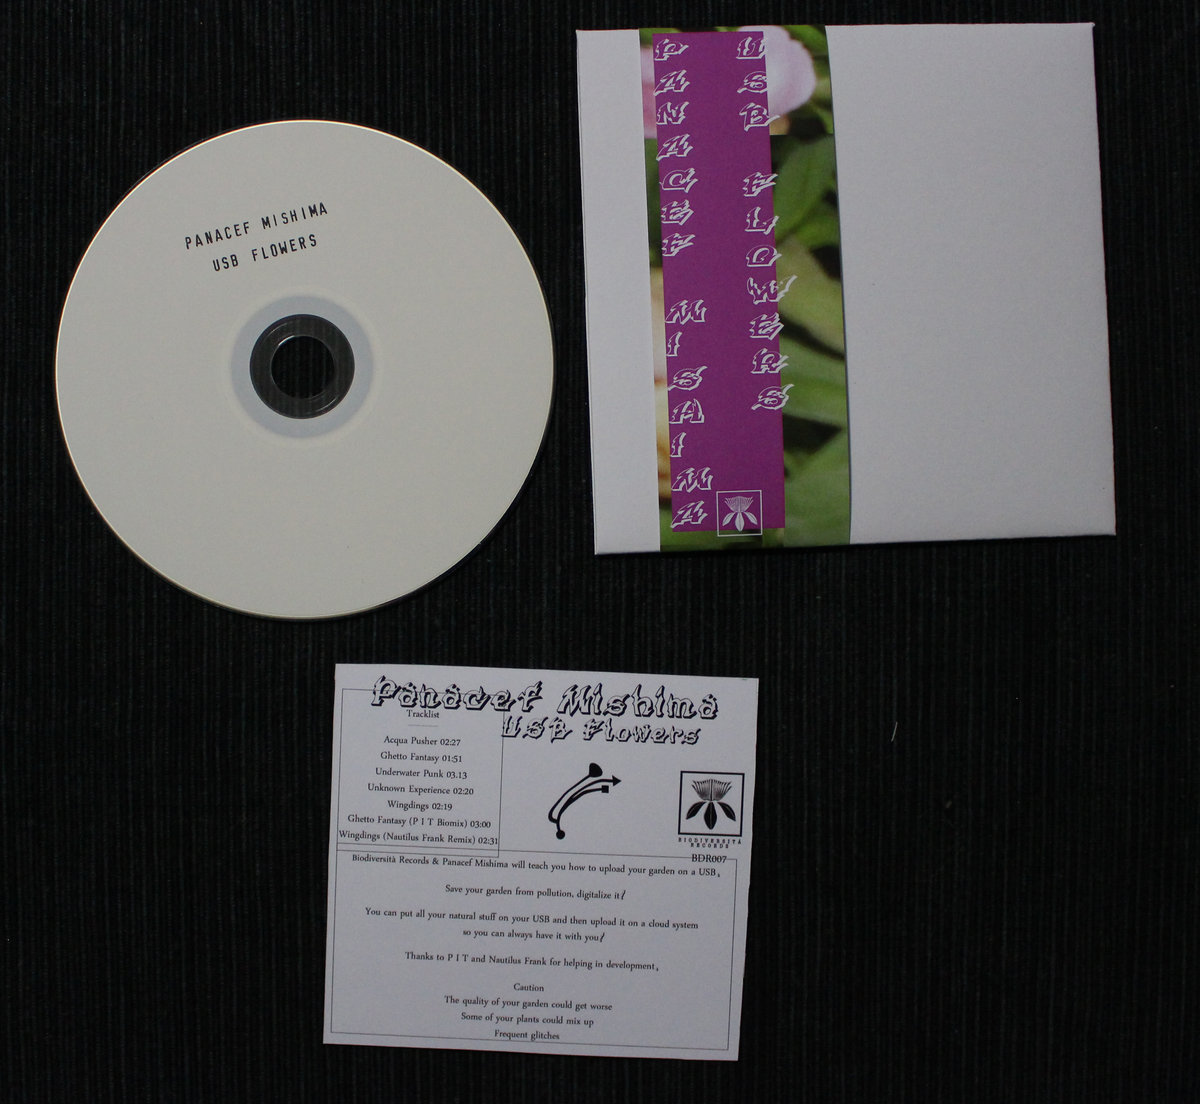 PANACEF MISHIMA
USB FLOWERS
PANACEF MISHIMA
USB FLOWERS
Panacef Mishima
USB Flowers
Tracklist
Acqua Pusher 02:27
Ghetto Fantasy 01:51
Underwater Punk 03.13
Unknown Experience 02:20
Wingdings 02:19
Ghetto Fantasy (P I T Biomix) 03:00
Wingdings (Nautilus Frank Remix) 02:31
BIODIVERSITÁ
RECORDS
BDR007
Biodiversità Records & Panacef Mishima will teach you how to upload your garden on a USB.
Save your garden from pollution, digitalize it!
You can put all your natural stuff on your USB and then upload it on a cloud system
so you can always have it with you!
Thanks to P I T and Nautilus Frank for helping in development.
Caution
The quality of your garden could get worse
Some of your plants could mix up
Frequent glitches